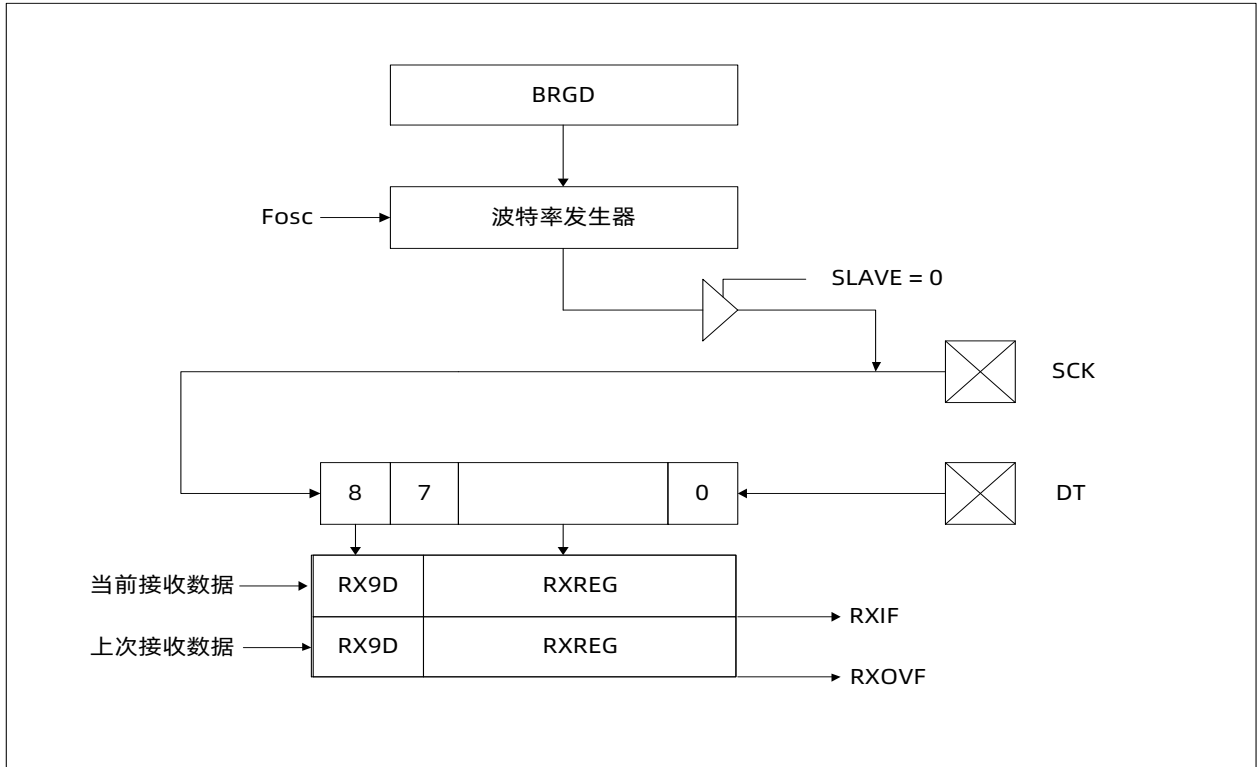 BRGD
Fosc
波特率发生器
SLAVE = 0
SCK
8
7
0
DT
当前接收数据
RX9D
RXREG
RXIF
上次接收数据
RX9D
RXREG
RXOVF